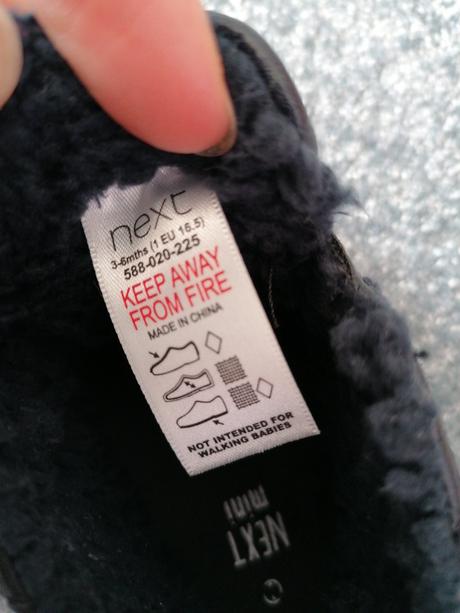 next
3-6mths (1 EU 16.5)
588-020-225
KEEP AWAY
FROM FIRE
MADE IN CHINA
NOT INTENDED FOR
WALKING BABIES
NEXT
mini